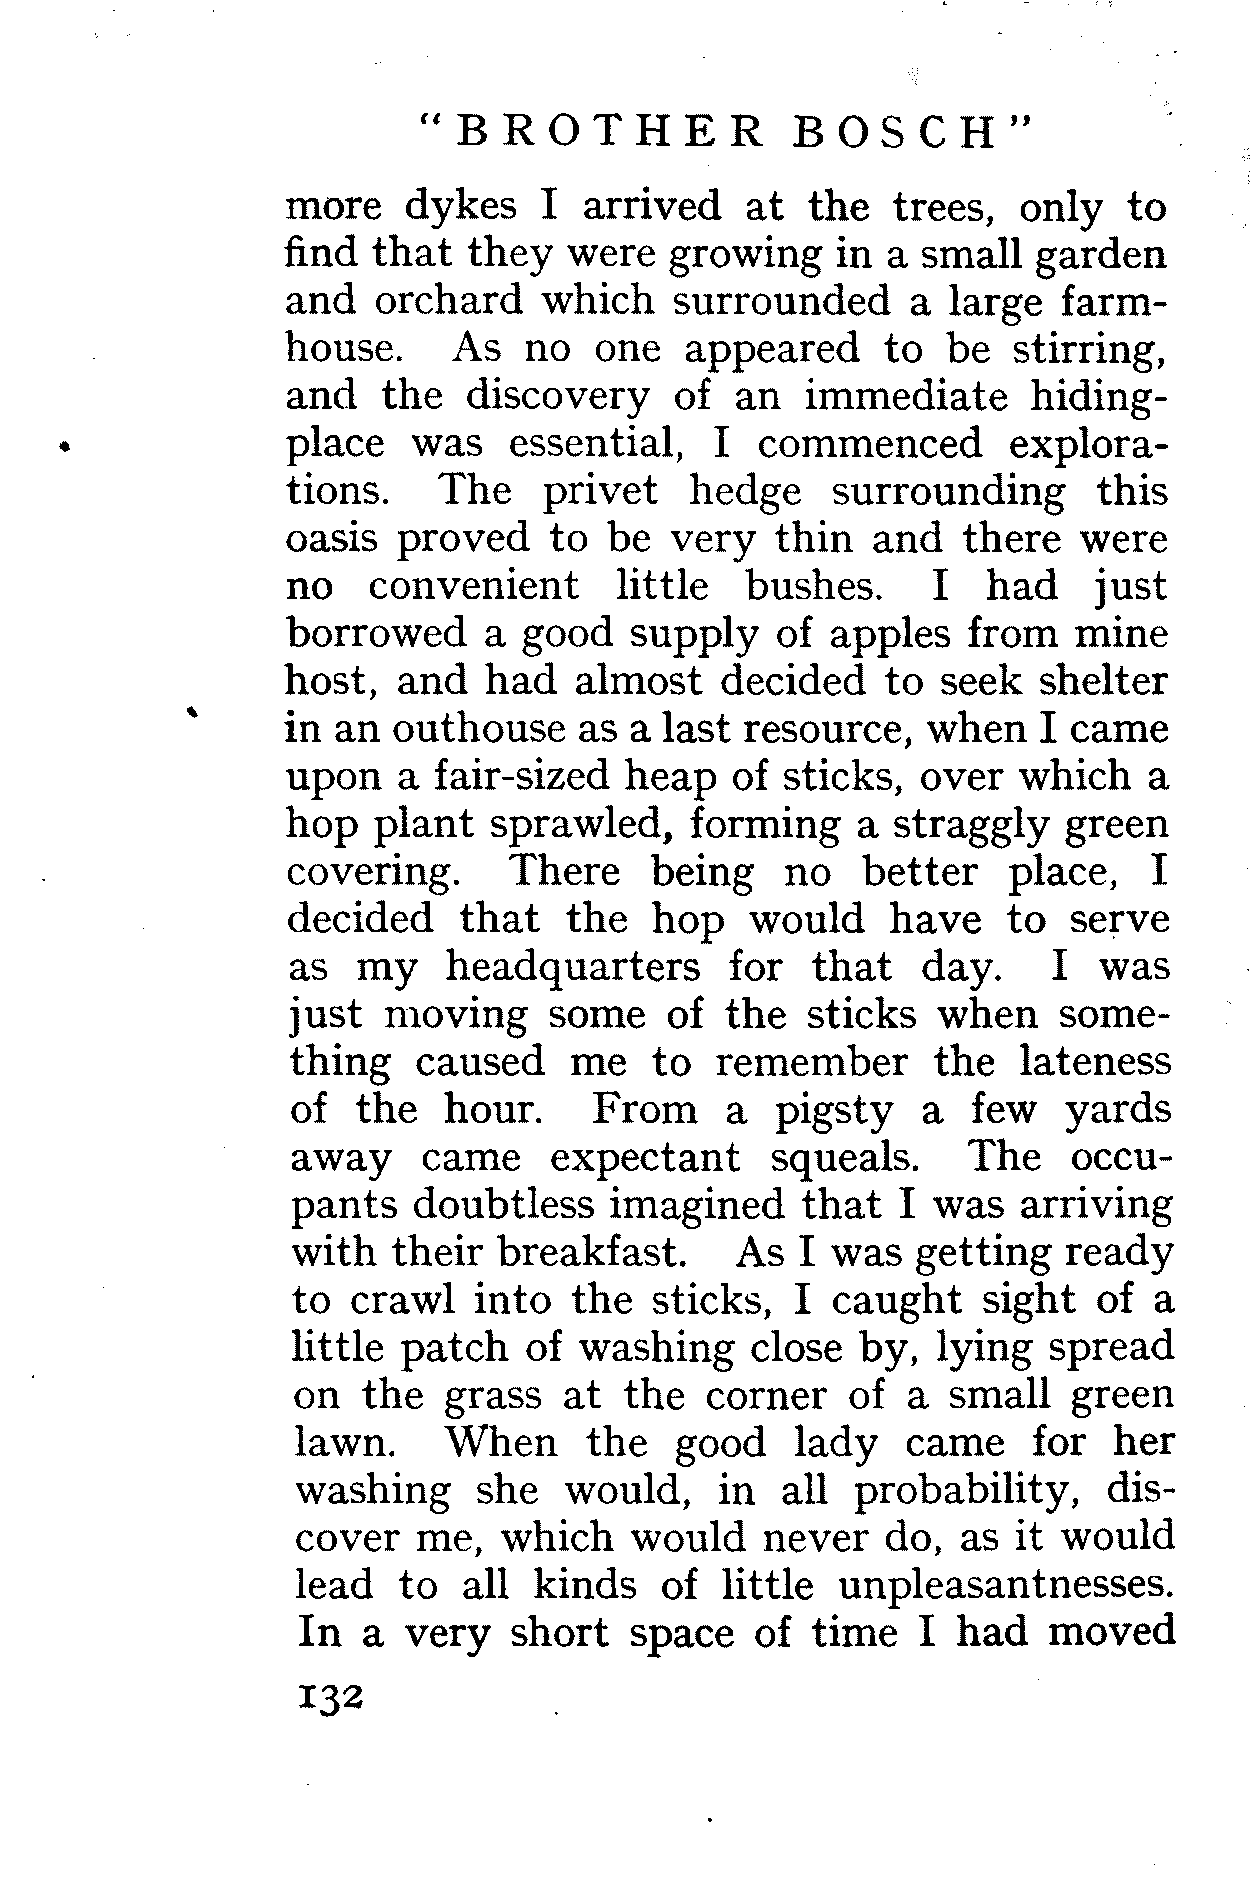 "BROTHER BOSCH"
more dykes I arrived at the trees, only to
find that they were growing in a small garden
and orchard which surrounded a large farm-
house. As no one appeared to be stirring,
and the discovery of an immediate hiding-
place was essential, I commenced explora-
tions. The privet hedge surrounding this
oasis proved to be very thin and there were
no convenient little bushes. I had just
borrowed a good supply of apples from mine
host, and had almost decided to seek shelter
in an outhouse as a last resource, when I came
upon a fair-sized heap of sticks, over which a
hop plant sprawled, forming a straggly green
covering. There being no better place, I
decided that the hop would have to serve
as my headquarters for that day. I was
just moving some of the sticks when some-
thing caused me to remember the lateness
of the hour. From a pigsty a few yards
away came expectant squeals. The occu-
pants doubtless imagined that I was arriving
with their breakfast. As I was getting ready
to crawl into the sticks, I caught sight of a
little patch of washing close by, lying spread
on the grass at the corner of a small green
lawn. When the good lady came for her
washing she would, in all probability, dis-
cover me, which would never do, as it would
lead to all kinds of little unpleasantnesses.
In a very short space of time I had moved
132